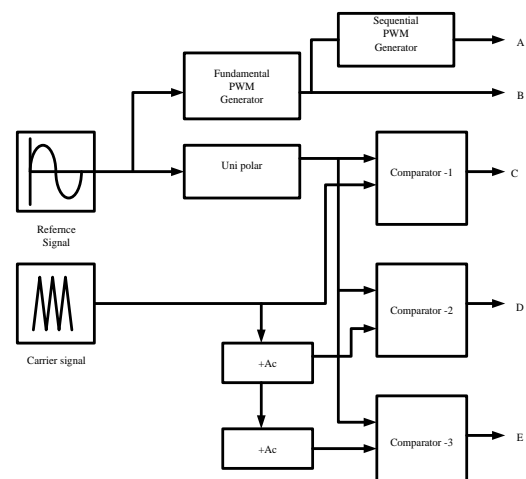 Sequential
PWM
Generator
A
Fundamental
PWM
Generator
B
Uni polar
Comparator -1
C
Refernce
Signal
Comparator -2
D
Carrier signal
+Ac
+Ac
Comparator -3
E